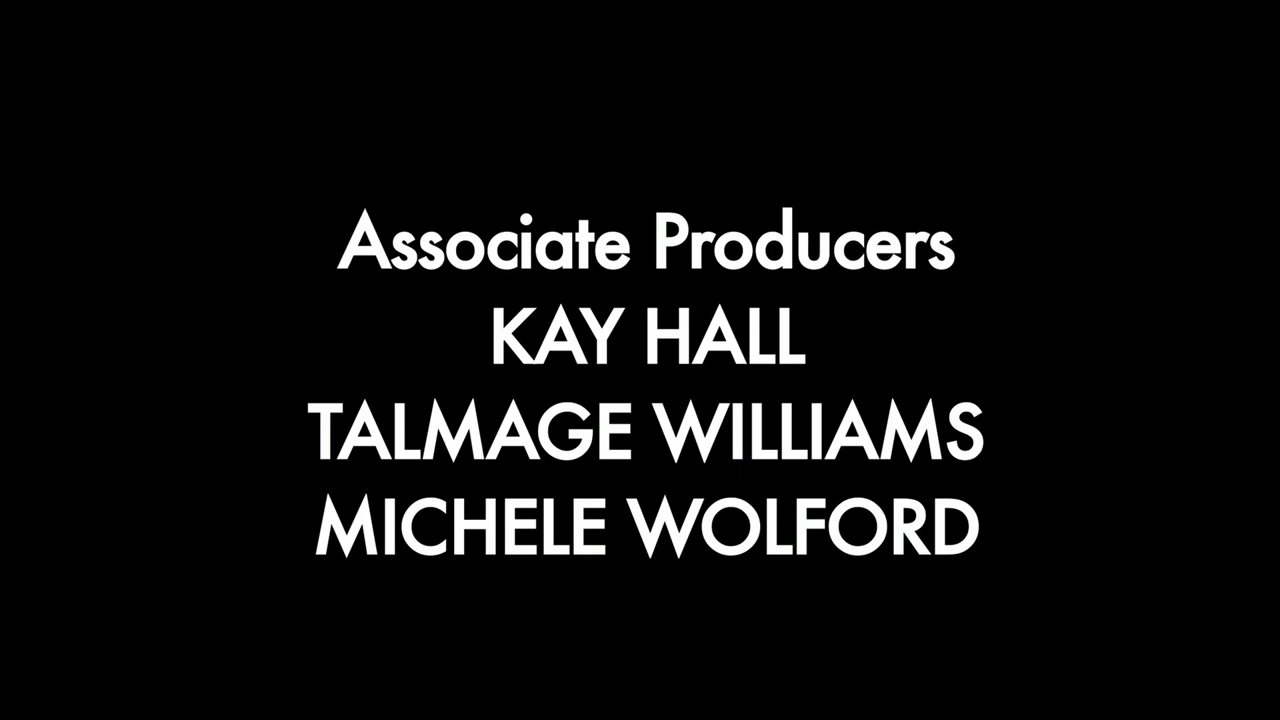 Associate Producers
KAY HALL
TALMAGE WILLIAMS
MICHELE WOLFORD